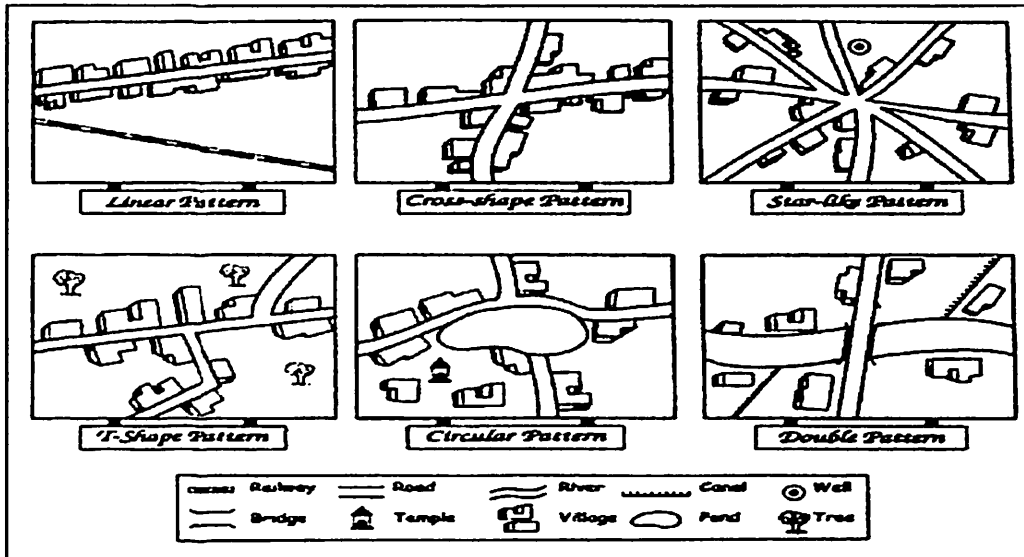 Linear Pattern
Cross-shape Pattern
Star-like Pattern
T-Shape Pattern
Circular Pattern
Double Pattern
Railway Road River Canal Well
Bridge Temple Village Pond Tree